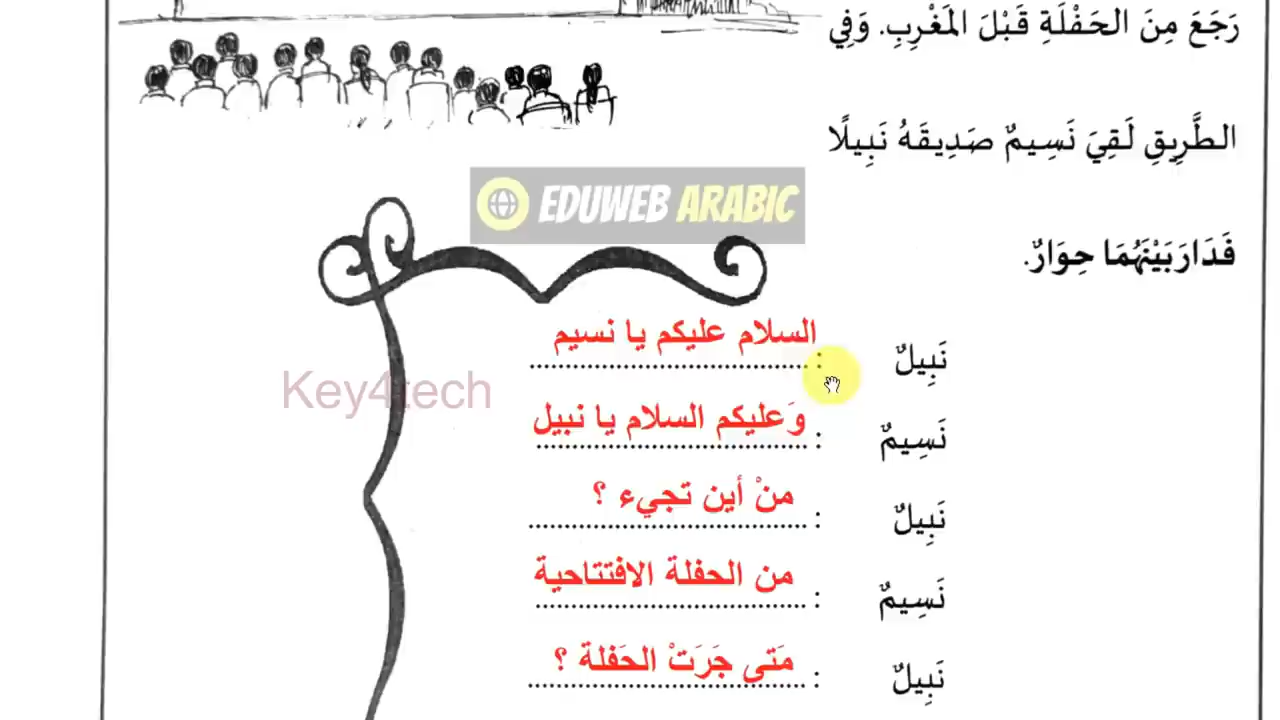 رَجَعَ مِنَ الحَفْلَةِ قَبْلَ المَغْرِبِ. وَفِي
الطَّرِيقِ لَقِيَ نَسِيمٌ صَدِيقَهُ نَبِيلًا
EDUWEB ARABIC
فَدَارَ بَيْنَهُمَا حِوَارٌ.
نَبِيلٌ : السلام عليكم يا نسيم
Key4tech
نَسِيمٌ : وَعليكم السلام يا نبيل
نَبِيلٌ : منْ أين تجيء ؟
نَسِيمٌ : من الحفلة الافتتاحية
نَبِيلٌ : مَتى جَرَتْ الحَفلة ؟